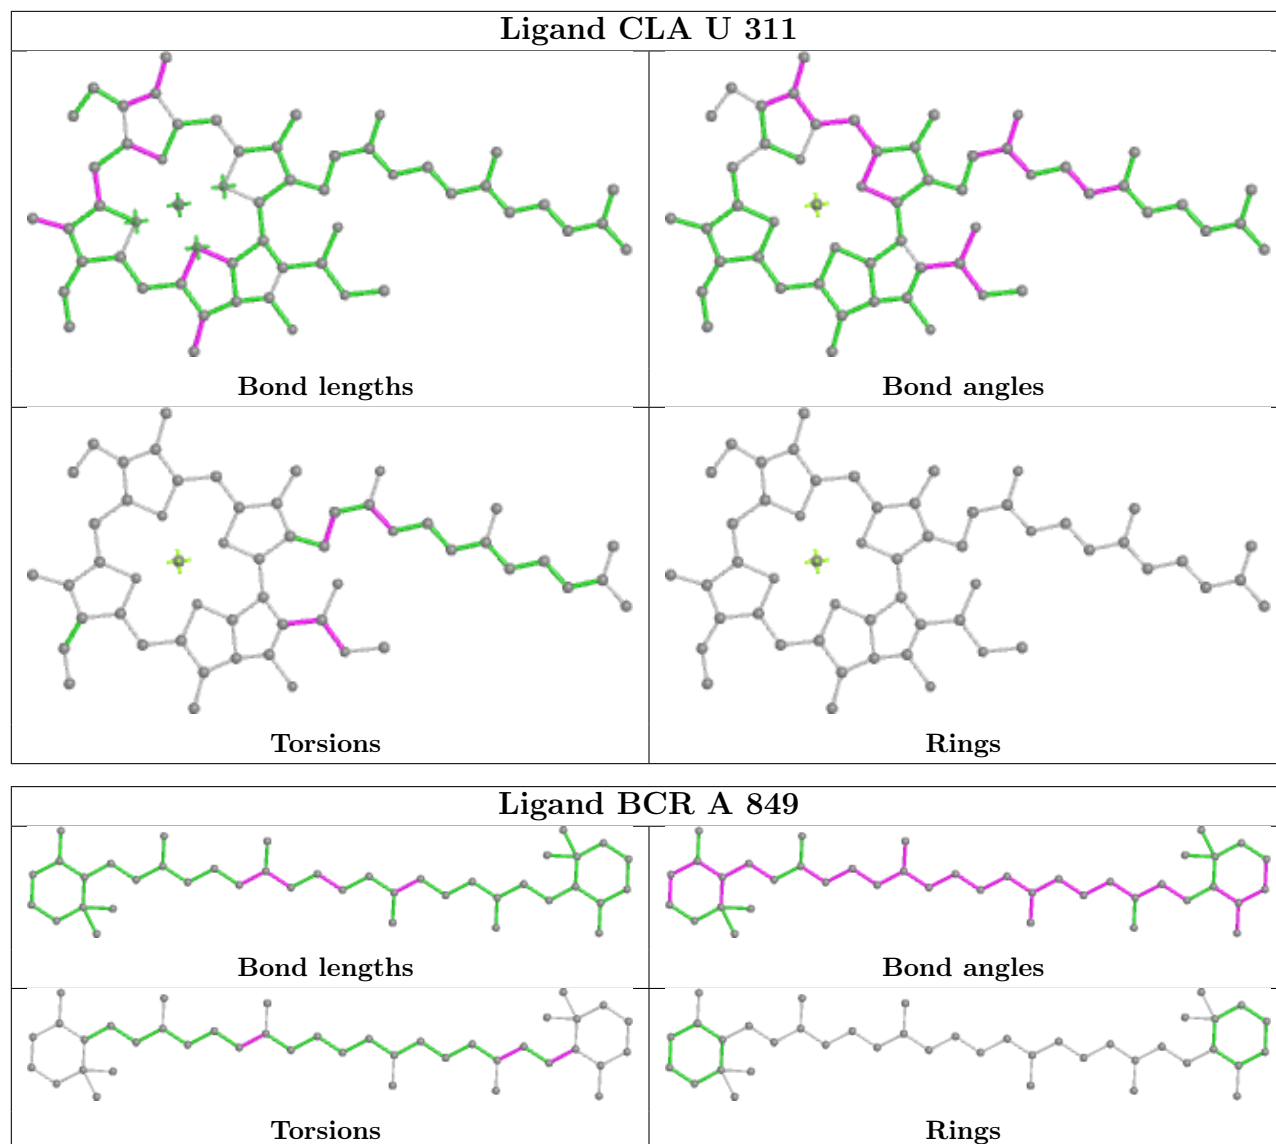 Ligand CLA U 311
Bond lengths
Bond angles
Torsions
Rings
Ligand BCR A 849
Bond lengths
Bond angles
Torsions
Rings